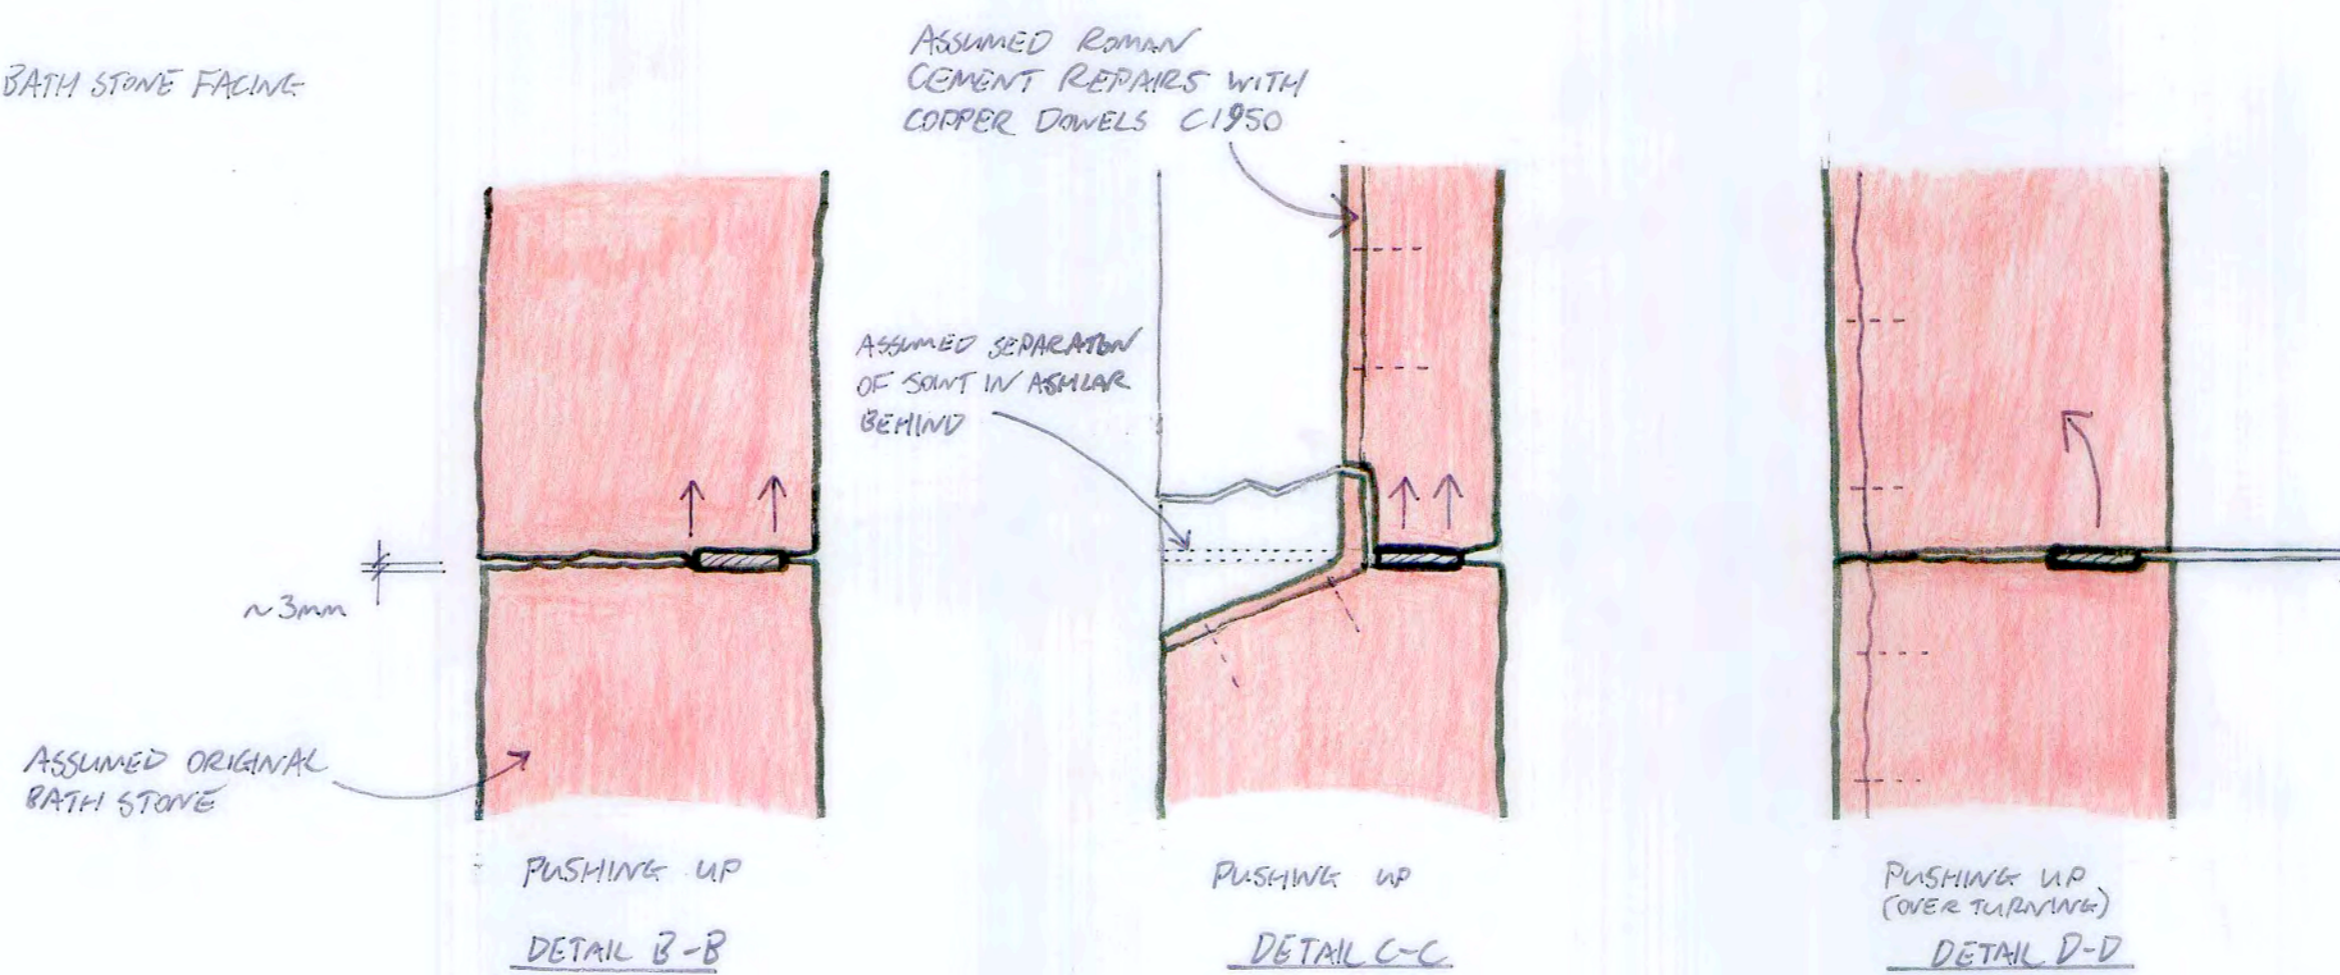 BATH STONE FACING
ASSUMED ROMAN
CEMENT REPAIRS WITH
COPPER DOWELS C1950
ASSUMED SEPARATION
OF JOINT IN ASHLAR
BEHIND
~3mm
ASSUMED ORIGINAL
BATH STONE
PUSHING UP
DETAIL B-B
PUSHING UP
DETAIL C-C
PUSHING UP
(OVER TURNING)
DETAIL D-D